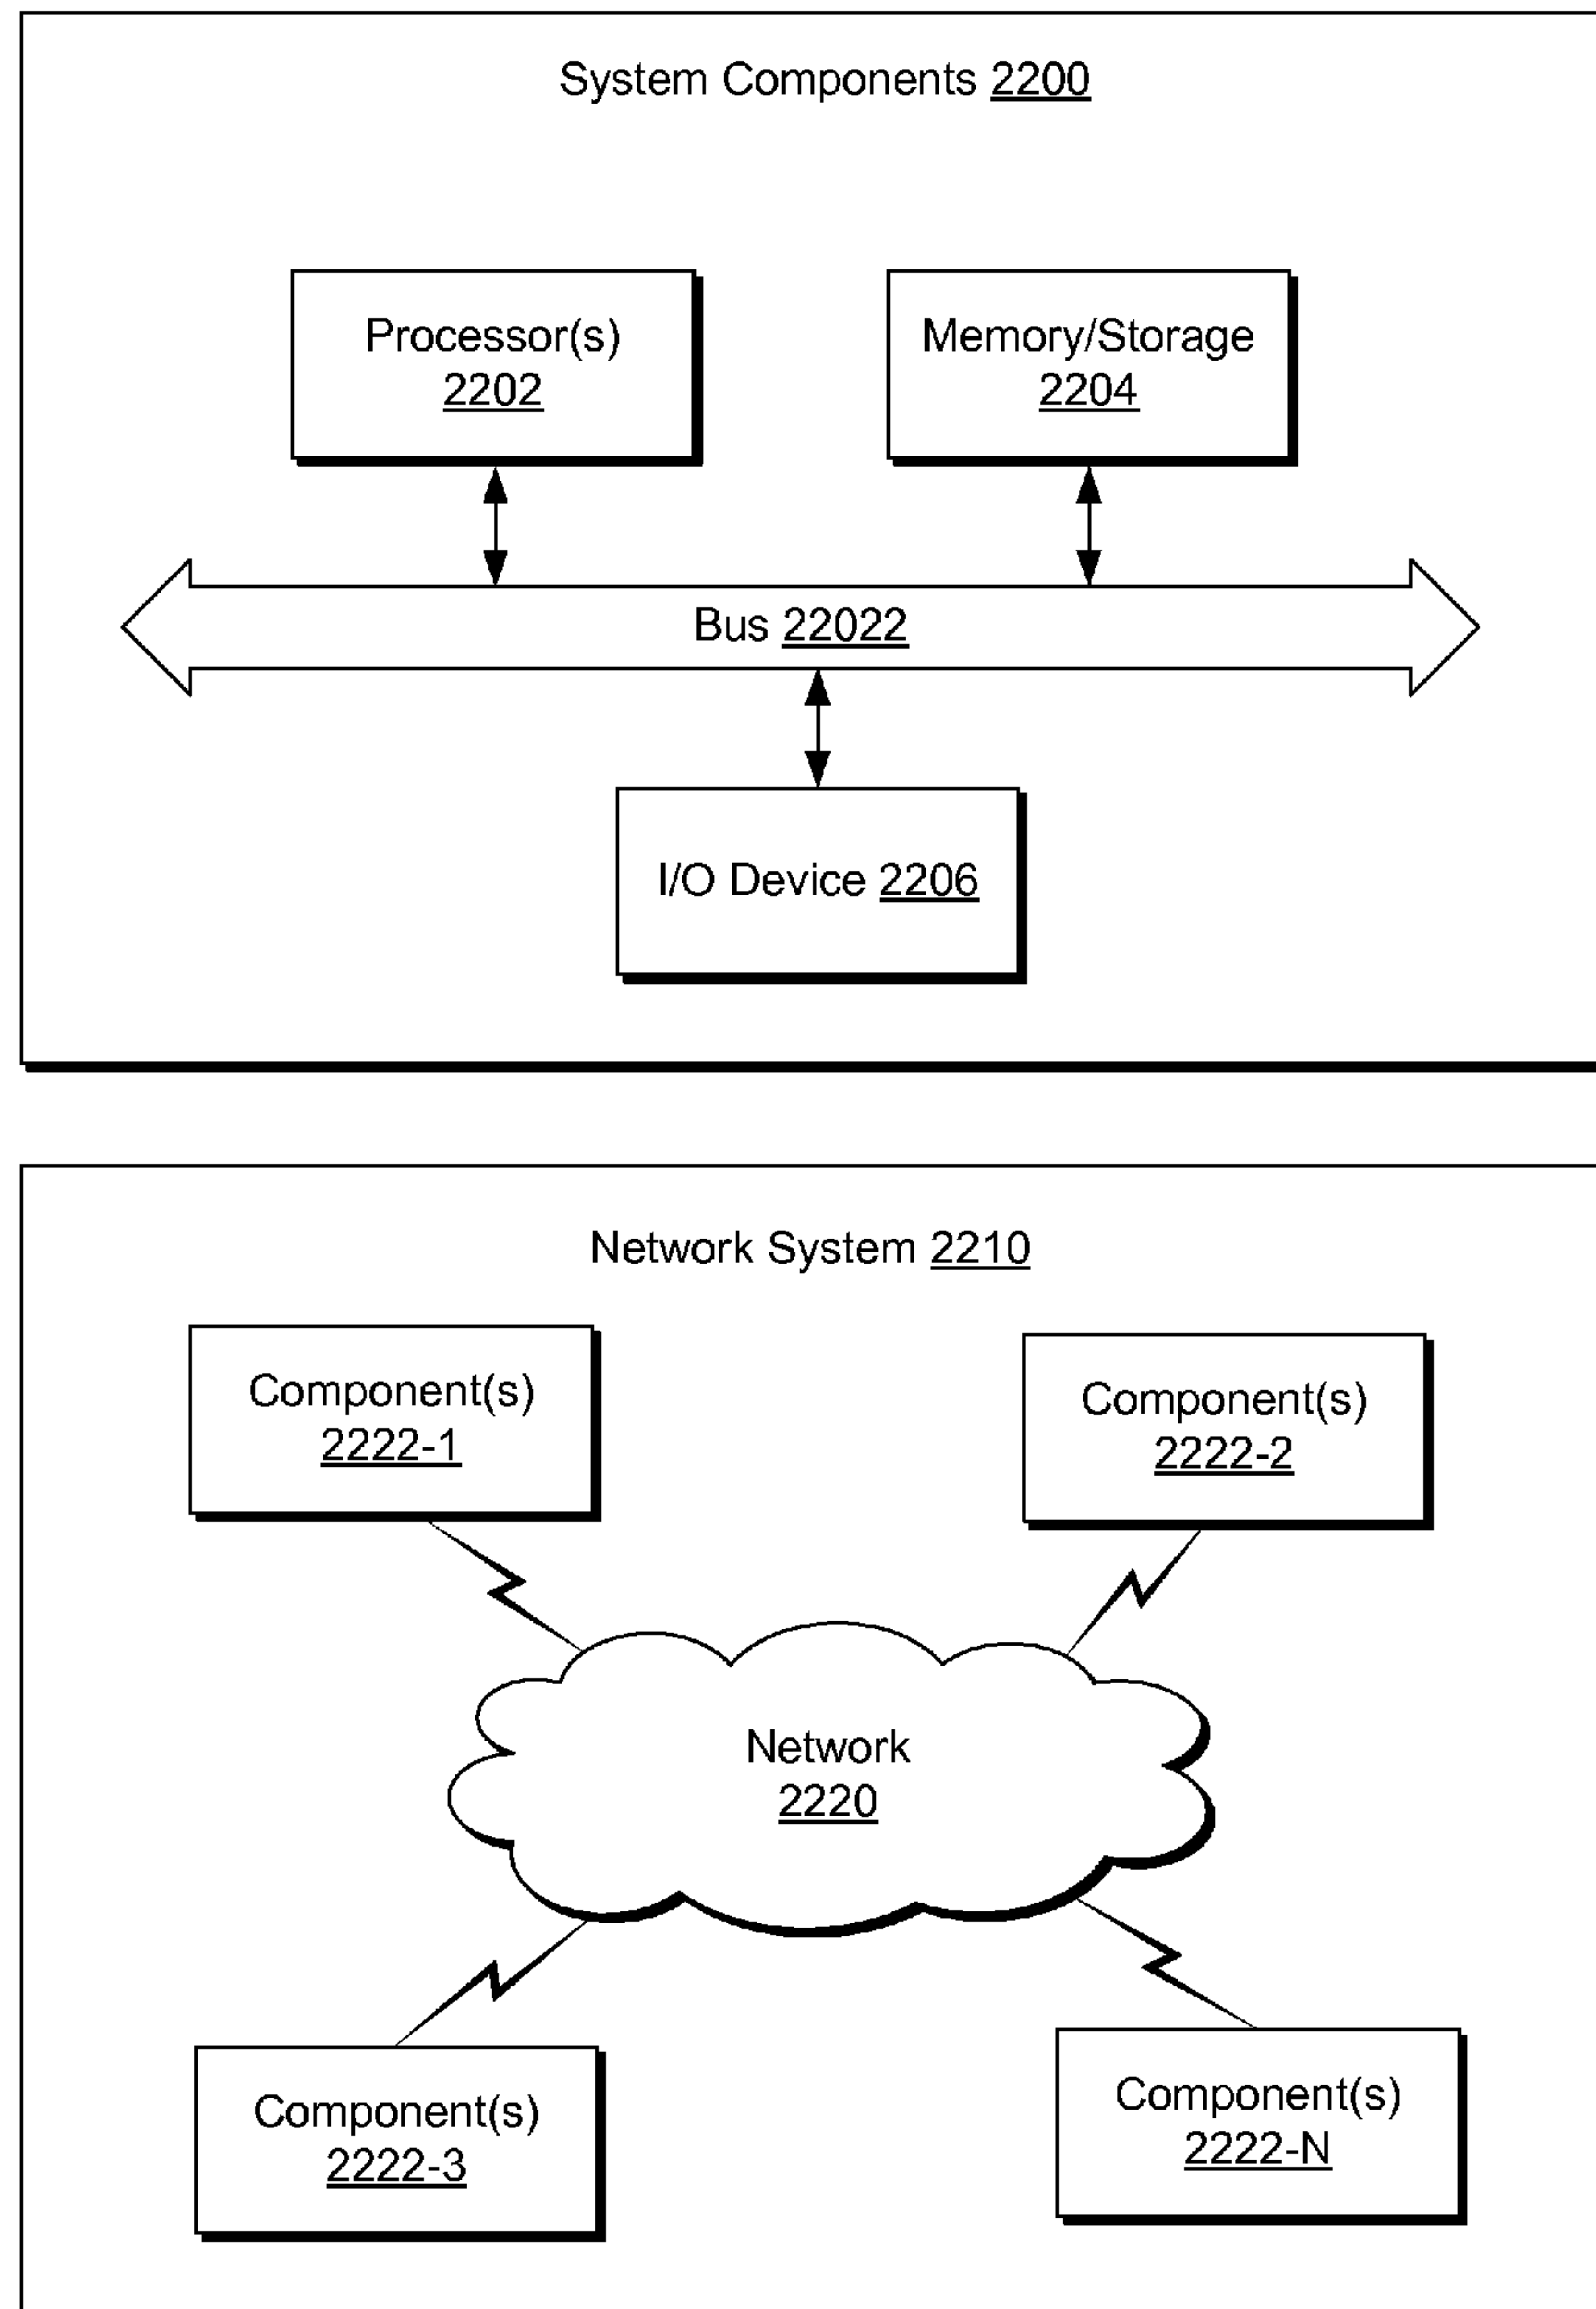 System Components 2200
Processor(s)
2202
Memory/Storage
2204
Bus 22022
I/O Device 2206
Network System 2210
Component(s)
2222-1
Component(s)
2222-2
Network
2220
Component(s)
2222-3
Component(s)
2222-N